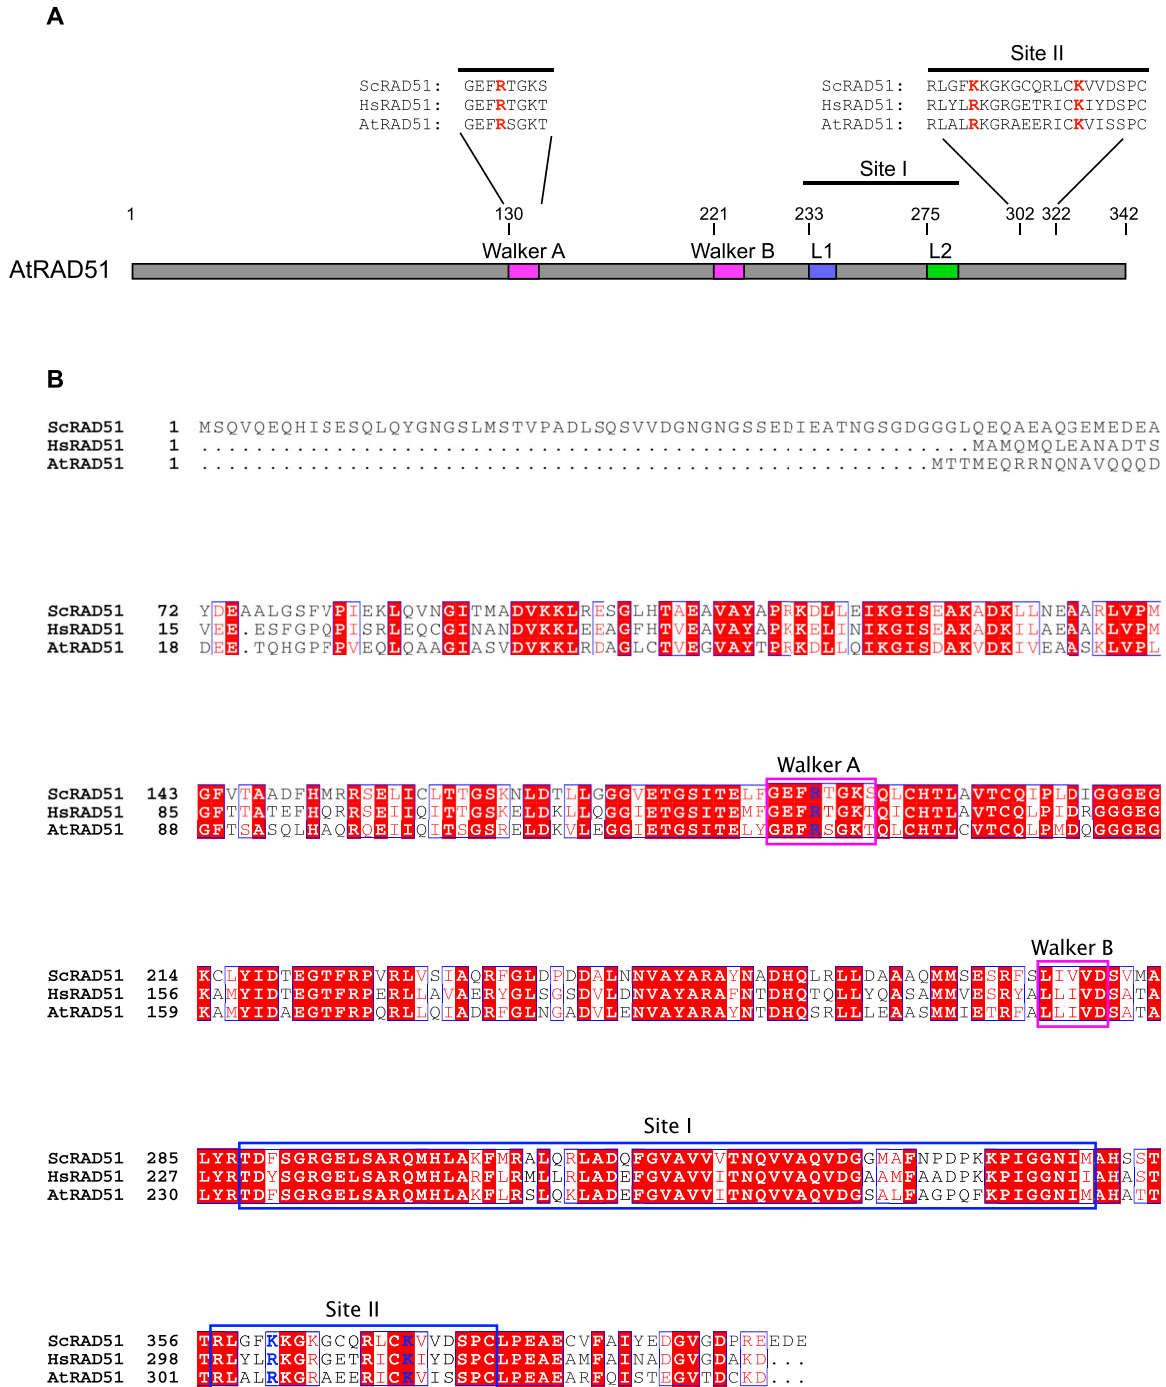 A
Site II
ScRAD51: GEFRTGKS ScRAD51: RLGFKKGKGCQRLCKVVDSPC
HsRAD51: GEFRTGKT HsRAD51: RLYLRKGRGETRICKIYDSPC
AtRAD51: GEFRSGKT AtRAD51: RLALRKGRAEERICKVISSPC
Site I
1 130 221 233 275 302 322 342
Walker A Walker B L1 L2
AtRAD51
B
ScRAD51 1 MSQVQEQHISESQLQYGNGSLMSTVPADLSQSVVDGNGNGSSEDIEATNGSGDGGGLQEQAEAQGEMEDEA
HsRAD51 1 .........................................................MAMQMQLEANADTS
AtRAD51 1 ......................................................MTTMEQRRNQNAVQQQD
ScRAD51 72 YDEAALGSFVPIEKLQVNGITMADVKKLRESGLHTAEAVAYAPRKDLLEIKGISEAKADKLLNEAARLVPM
HsRAD51 15 VEE.ESFGPQPISRLEQCGINANDVKKLEEAGFHTVEAVAYAPKKELINIKGISEAKADKILAEAAKLVPM
AtRAD51 18 DEE.TQHGPFPVEQLQAAGIASVDVKKLRDAGLCTVEGVAYTPRKDLLQIKGISDAKVDKIVEAASKLVPL
Walker A
ScRAD51 143 GFVTAADFHMRRSELICLTTGSKNLDTLLGGGVETGSITELFGEFRTGKSQLCHTLAVTCQIPLDIGGGEG
HsRAD51 85 GFTTATEFHQRRSEIIQITTGSKELDKLLQGGIETGSITEMFGEFRTGKTQICHTLAVTCQLPIDRGGGEG
AtRAD51 88 GFTSASQLHAQRQEIIQITSGSRELDKVLEGGIETGSITELYGEFRSGKTQLCHTLCVTCQLPMDQGGGEG
Walker B
ScRAD51 214 KCLYIDTEGTFRPVRLVSIAQRFGLDPDDALNNVAYARAYNADHQLRLLDAAAQMMSESRFSLIVVDSVMA
HsRAD51 156 KAMYIDTEGTFRPERLLAVAERYGLSGSDVLDNVAYARAFNTDHQTQLLYQASAMMVESRYALLIVDSATA
AtRAD51 159 KAMYIDAEGTFRPQRLLQIADRFGLNGADVLENVAYARAYNTDHQSRLLLEAASMMIETRFALLIVDSATA
Site I
ScRAD51 285 LYRTDFSGRGELSARQMHLAKFMRALQRLADQFGVAVVVTNQVVAQVDGGMAFNPDPKKPIGGNIMAHSST
HsRAD51 227 LYRTDYSGRGELSARQMHLARFLRMLLRLADEFGVAVVITNQVVAQVDGAAMFAADPKKPIGGNIIAHAST
AtRAD51 230 LYRTDFSGRGELSARQMHLAKFLRSLQKLADEFGVAVVITNQVVAQVDGSALFAGPQFKPIGGNIMAHATT
Site II
ScRAD51 356 TRLGFKKGKGCQRLCKVVDSPCLPEAECVFAIYEDGVGDPREEDE
HsRAD51 298 TRLYLRKGRGETRICKIYDSPCLPEAEAMFAINADGVGDAKD...
AtRAD51 301 TRLALRKGRAEERICKVISSPCLPEAEARFQISTEGVTDCKD...